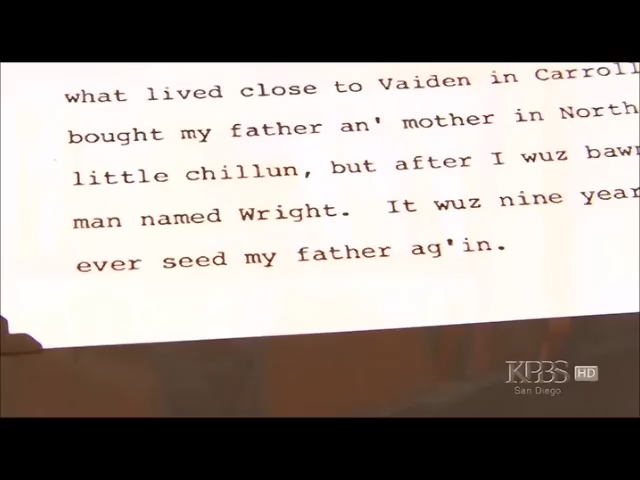 what lived close to Vaiden in Carroll
bought my father an' mother in North
little chillun, but after I wuz bawn
man named Wright. It wuz nine year
ever seed my father ag'in.
KPBS HD
San Diego